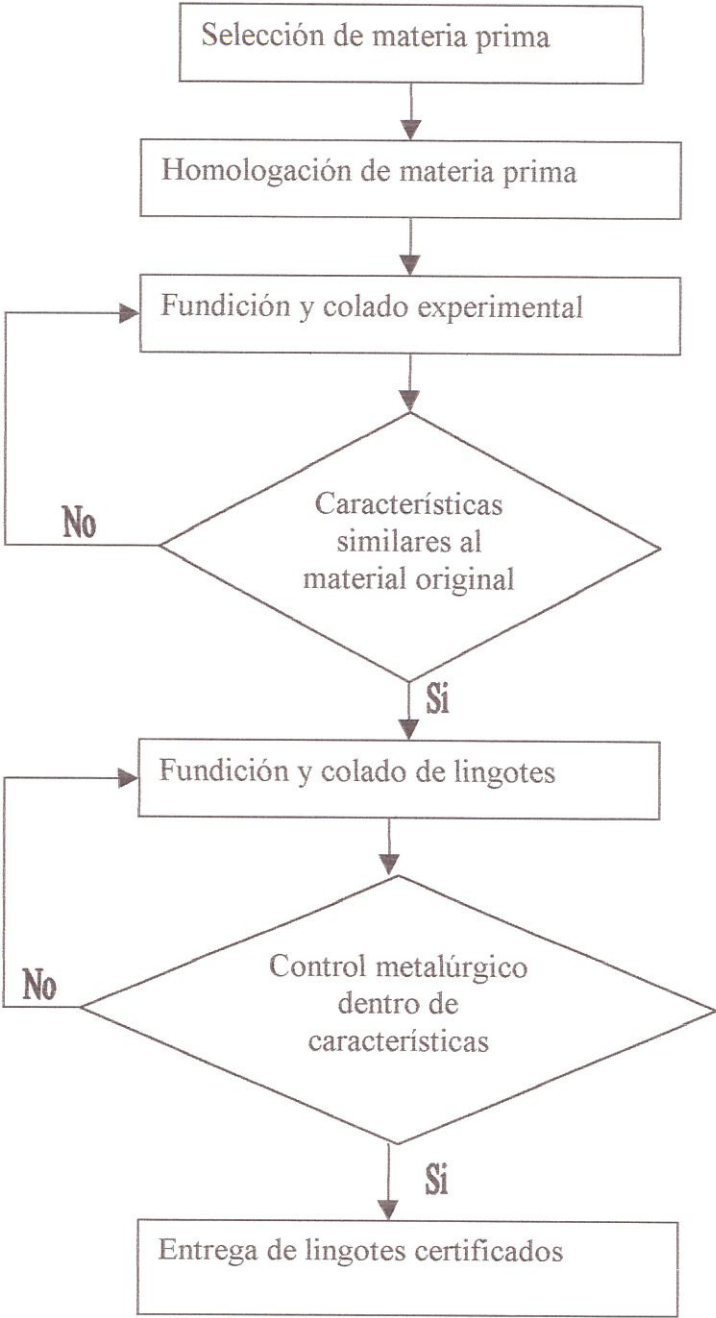 Selección de materia prima
Homologación de materia prima
Fundición y colado experimental
Características
similares al
material original
No
Si
Fundición y colado de lingotes
Control metalúrgico
dentro de
características
No
Si
Entrega de lingotes certificados